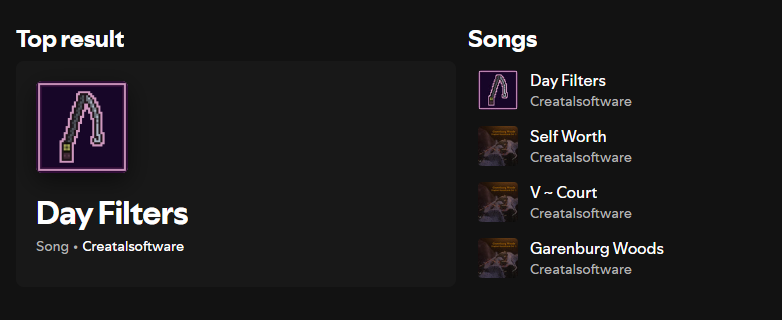 Top result
Day Filters
Song • Creatalsoftware
Songs
Day Filters
Creatalsoftware
Self Worth
Creatalsoftware
V ~ Court
Creatalsoftware
Garenburg Woods
Creatalsoftware